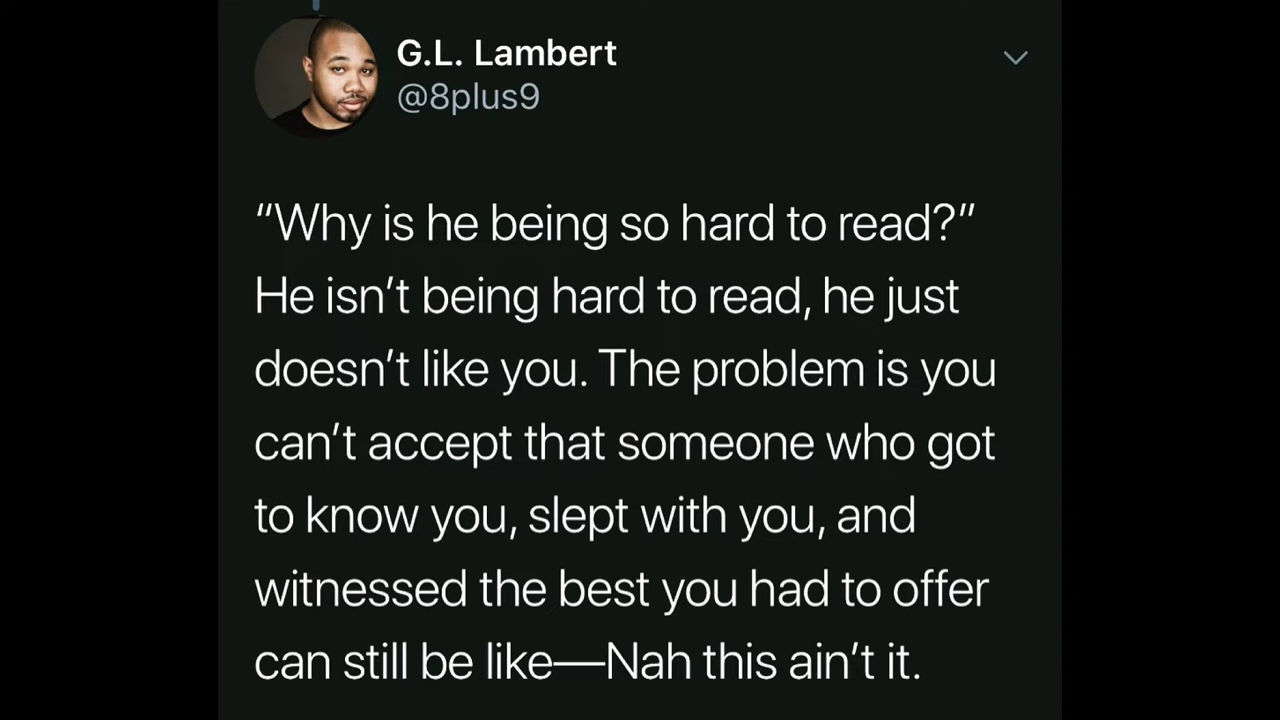 G.L. Lambert
@8plus9
“Why is he being so hard to read?”
He isn’t being hard to read, he just
doesn’t like you. The problem is you
can’t accept that someone who got
to know you, slept with you, and
witnessed the best you had to offer
can still be like—Nah this ain’t it.